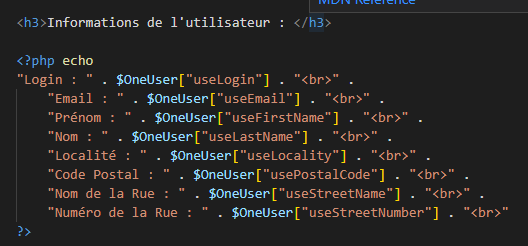 MDN Reference
<h3>Informations de l'utilisateur : </h3>
<?php echo
"Login : " . $OneUser["useLogin"] . "<br>" .
"Email : " . $OneUser["useEmail"] . "<br>" .
"Prénom : " . $OneUser["useFirstName"] . "<br>" .
"Nom : " . $OneUser["useLastName"] . "<br>" .
"Localité : " . $OneUser["useLocality"] . "<br>" .
"Code Postal : " . $OneUser["usePostalCode"] . "<br>" .
"Nom de la Rue : " . $OneUser["useStreetName"] . "<br>" .
"Numéro de la Rue : " . $OneUser["useStreetNumber"] . "<br>"
?>